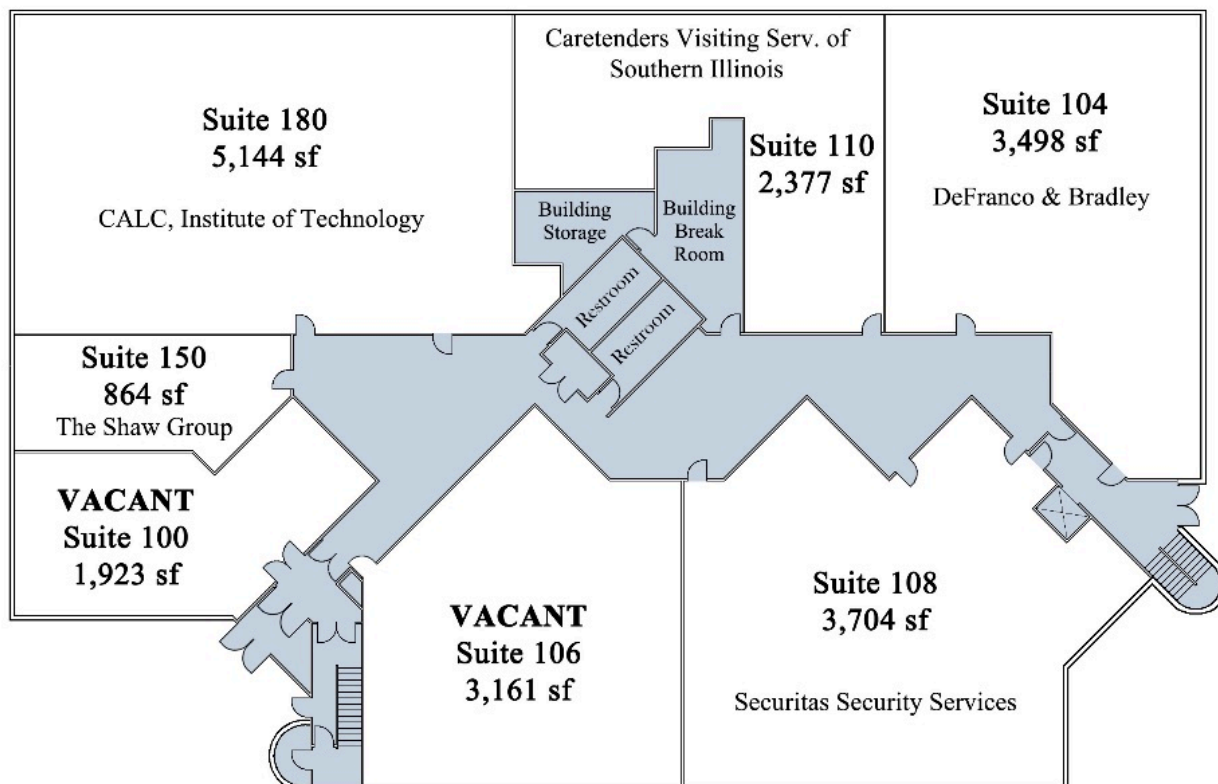 Caretenders Visiting Serv. of
Southern Illinois
Suite 180
5,144 sf
CALC, Institute of Technology
Suite 110
2,377 sf
Suite 104
3,498 sf
DeFranco & Bradley
Building
Storage
Building
Break
Room
Restroom
Restroom
Suite 150
864 sf
The Shaw Group
VACANT
Suite 100
1,923 sf
VACANT
Suite 106
3,161 sf
Suite 108
3,704 sf
Securitas Security Services